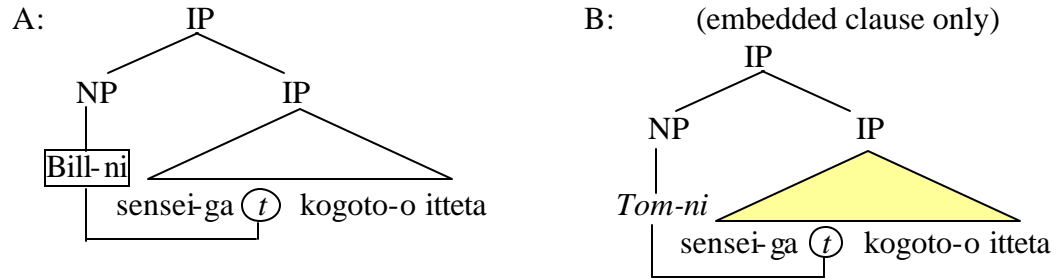 A:
IP
NP IP
Bill-ni
sensei-ga t kogoto-o itteta
B: (embedded clause only)
IP
NP IP
Tom-ni
sensei-ga t kogoto-o itteta